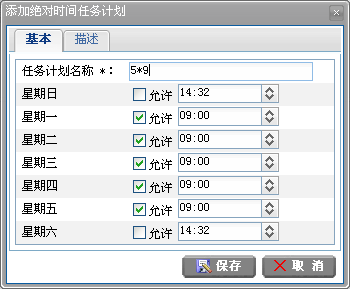 添加绝对时间任务计划
基本 描述
任务计划名称 *： 5*9
星期日 允许 14:32
星期一 允许 09:00
星期二 允许 09:00
星期三 允许 09:00
星期四 允许 09:00
星期五 允许 09:00
星期六 允许 14:32
保存 取 消